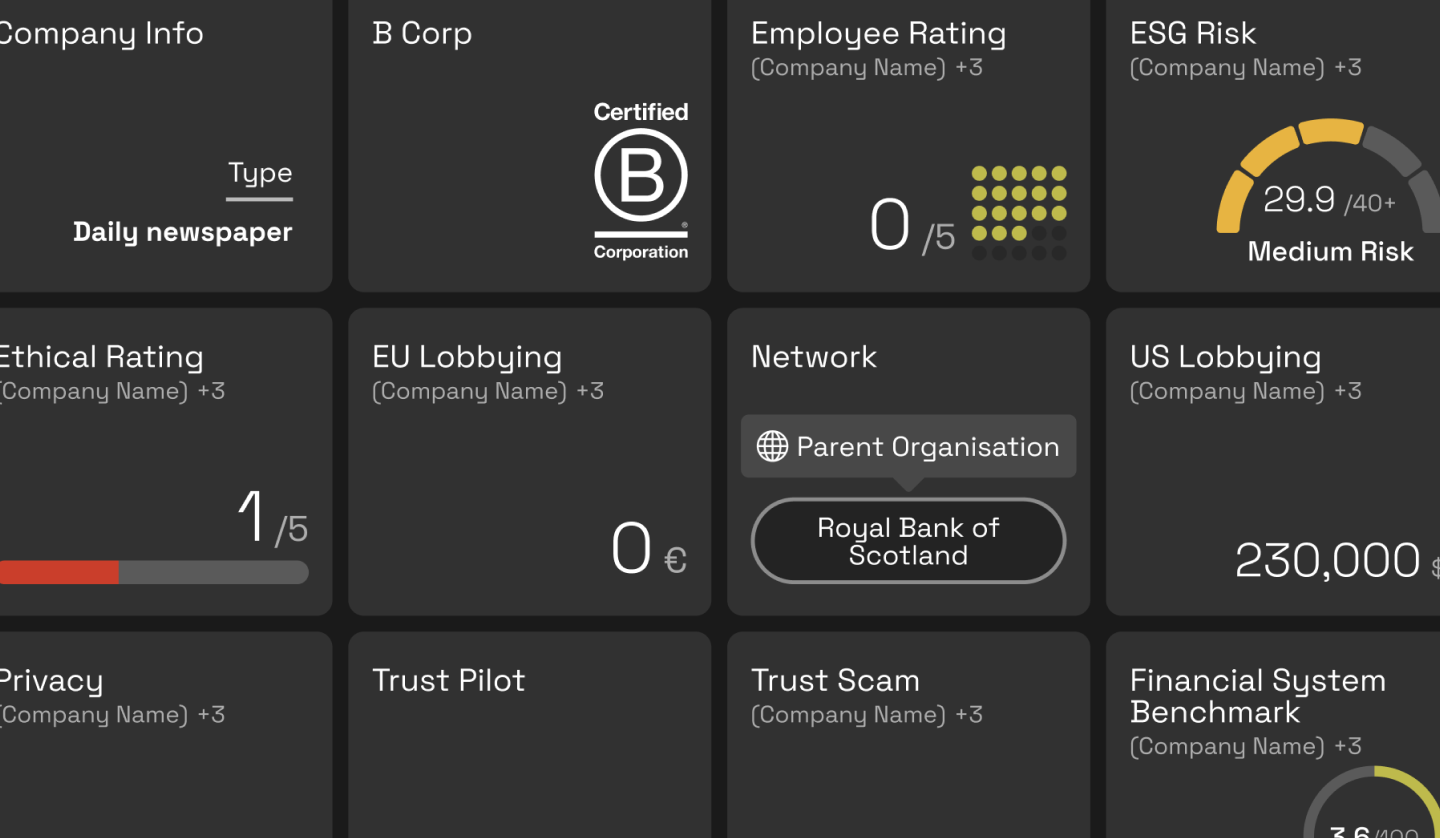 Company Info
Type
Daily newspaper
B Corp
Certified
B
®
Corporation
Employee Rating
(Company Name) +3
0 /5
ESG Risk
(Company Name) +3
29.9 /40+
Medium Risk
Ethical Rating
(Company Name) +3
1 /5
EU Lobbying
(Company Name) +3
0 €
Network
Parent Organisation
Royal Bank of
Scotland
US Lobbying
(Company Name) +3
230,000 $
Privacy
(Company Name) +3
Trust Pilot
Trust Scam
(Company Name) +3
Financial System
Benchmark
(Company Name) +3
3.6 /100